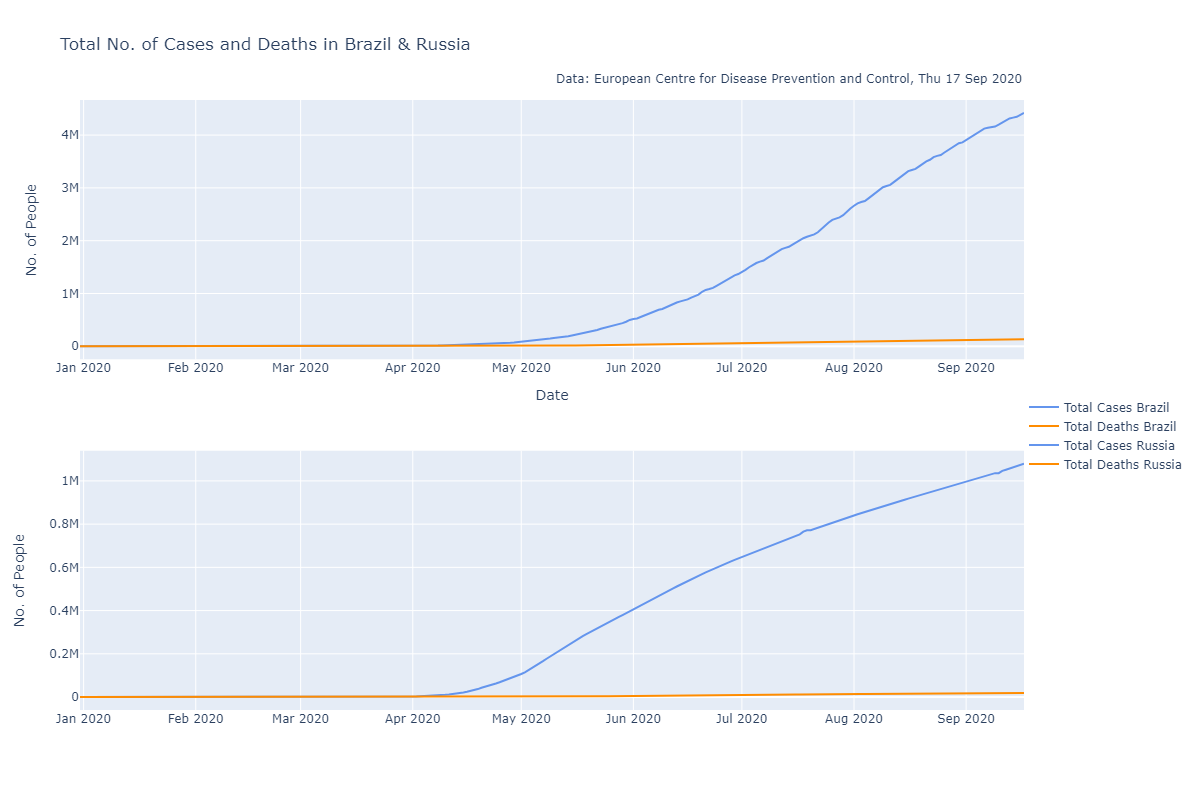 Total No. of Cases and Deaths in Brazil & Russia
Data: European Centre for Disease Prevention and Control, Thu 17 Sep 2020
No. of People
4M
3M
2M
1M
0
Jan 2020 Feb 2020 Mar 2020 Apr 2020 May 2020 Jun 2020 Jul 2020 Aug 2020 Sep 2020
Date
Total Cases Brazil
Total Deaths Brazil
Total Cases Russia
Total Deaths Russia
No. of People
1M
0.8M
0.6M
0.4M
0.2M
0
Jan 2020 Feb 2020 Mar 2020 Apr 2020 May 2020 Jun 2020 Jul 2020 Aug 2020 Sep 2020